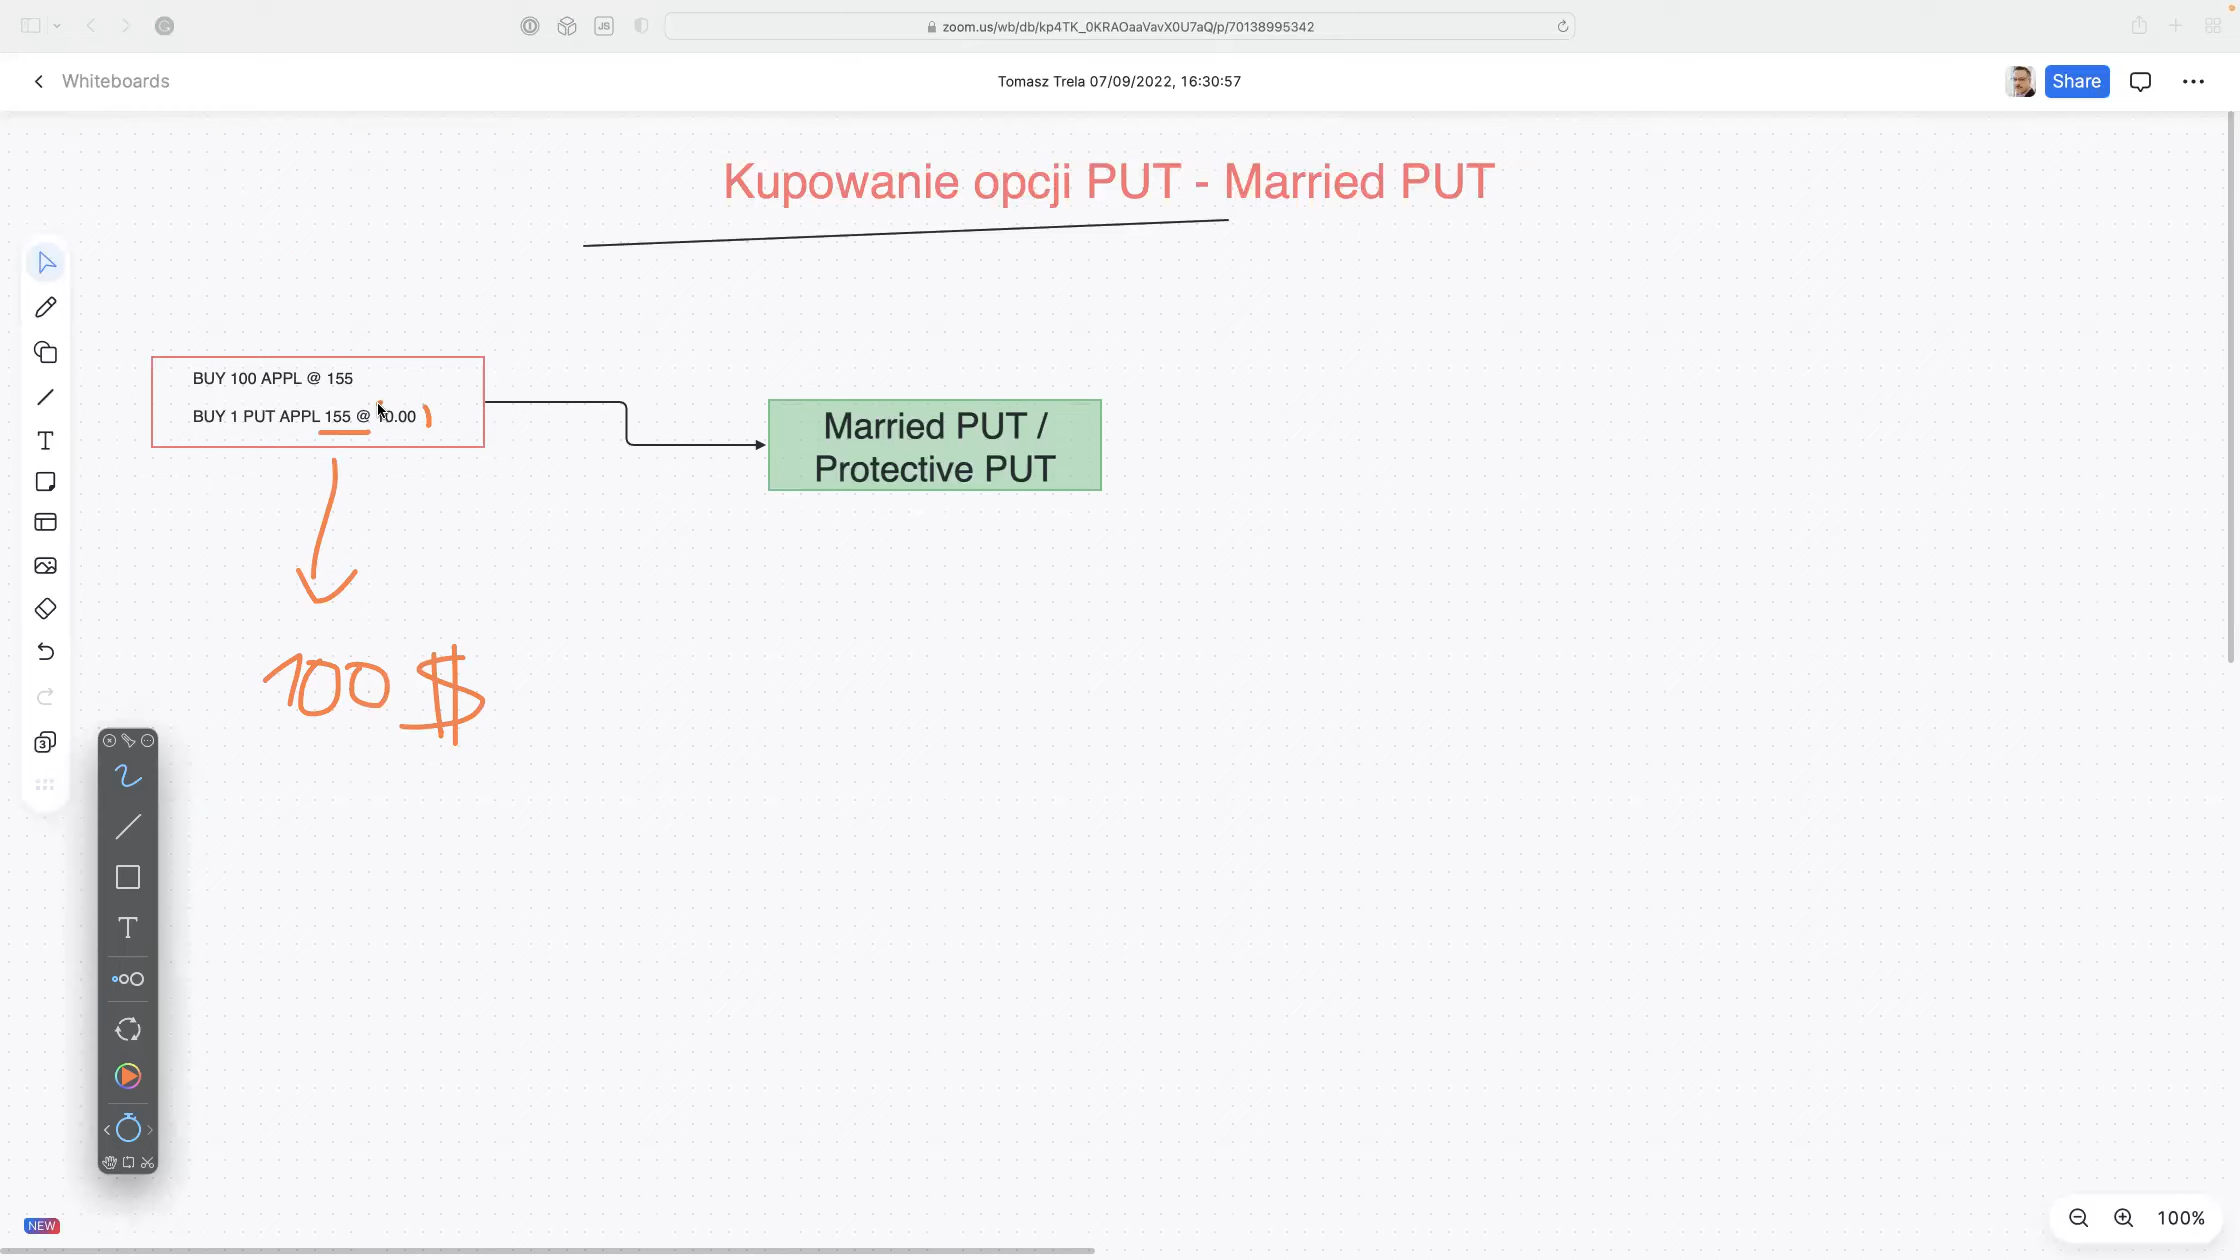 zoom.us/wb/db/kp4TK_0KRAOaaVavX0U7aQ/p/70138995342
Whiteboards
Tomasz Trela 07/09/2022, 16:30:57
Share
Kupowanie opcji PUT - Married PUT
BUY 100 APPL @ 155
BUY 1 PUT APPL 155 @ 10.00
Married PUT /
Protective PUT
100 $
NEW
100%